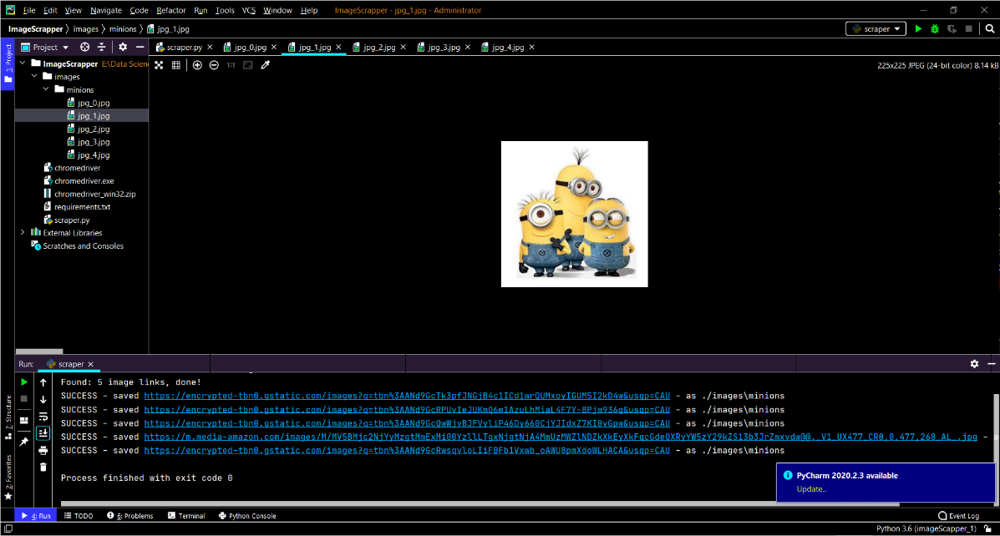 File Edit View Navigate Code Refactor Run Tools VCS Window Help ImageScrapper - jpg_1.jpg - Administrator
ImageScrapper images minions jpg_1.jpg scraper
1: Project
Project scraper.py jpg_0.jpg jpg_1.jpg jpg_2.jpg jpg_3.jpg jpg_4.jpg
ImageScrapper E:\Data Scien
1:1 225x225 JPEG (24-bit color) 8.14 kB
images
minions
jpg_0.jpg
jpg_1.jpg
jpg_2.jpg
jpg_3.jpg
jpg_4.jpg
chromedriver
chromedriver.exe
chromedriver_win32.zip
requirements.txt
scraper.py
External Libraries
Scratches and Consoles
Run: scraper
Found: 5 image links, done!
SUCCESS - saved https://encrypted-tbn0.gstatic.com/images?q=tbn%3AANd9GcTk3pfJNGjB4c1ICd1wrQUMxovIGUM5I2kD4w&usqp=CAU - as ./images\minions
SUCCESS - saved https://encrypted-tbn0.gstatic.com/images?q=tbn%3AANd9GcRPUvIeJUKmQ6m1AzuLhMiaL4F7Y-8Pjm936g&usqp=CAU - as ./images\minions
SUCCESS - saved https://encrypted-tbn0.gstatic.com/images?q=tbn%3AANd9GcQwWjvBJFVyliP46Dy660CjYJIdxZ7KI0vGpw&usqp=CAU - as ./images\minions
SUCCESS - saved https://m.media-amazon.com/images/M/MV5BMjc2NjYyMzgtMmExMi00YzllLTgxNjgtNjA4MmUzMWZlNDZkXkEyXkFqcGdeQXRyYW5zY29kZS13b3JrZmxvdw@@._V1_UX477_CR0,0,477,268_AL_.jpg - a
SUCCESS - saved https://encrypted-tbn0.gstatic.com/images?q=tbn%3AANd9GcRwsqvloLIiFBFb1Vxwb_oAWU8pmXdoWLHACA&usqp=CAU - as ./images\minions
Process finished with exit code 0
7: Structure
2: Favorites
PyCharm 2020.2.3 available
Update...
4: Run TODO 6: Problems Terminal Python Console Event Log
Python 3.6 (imageScapper_1)